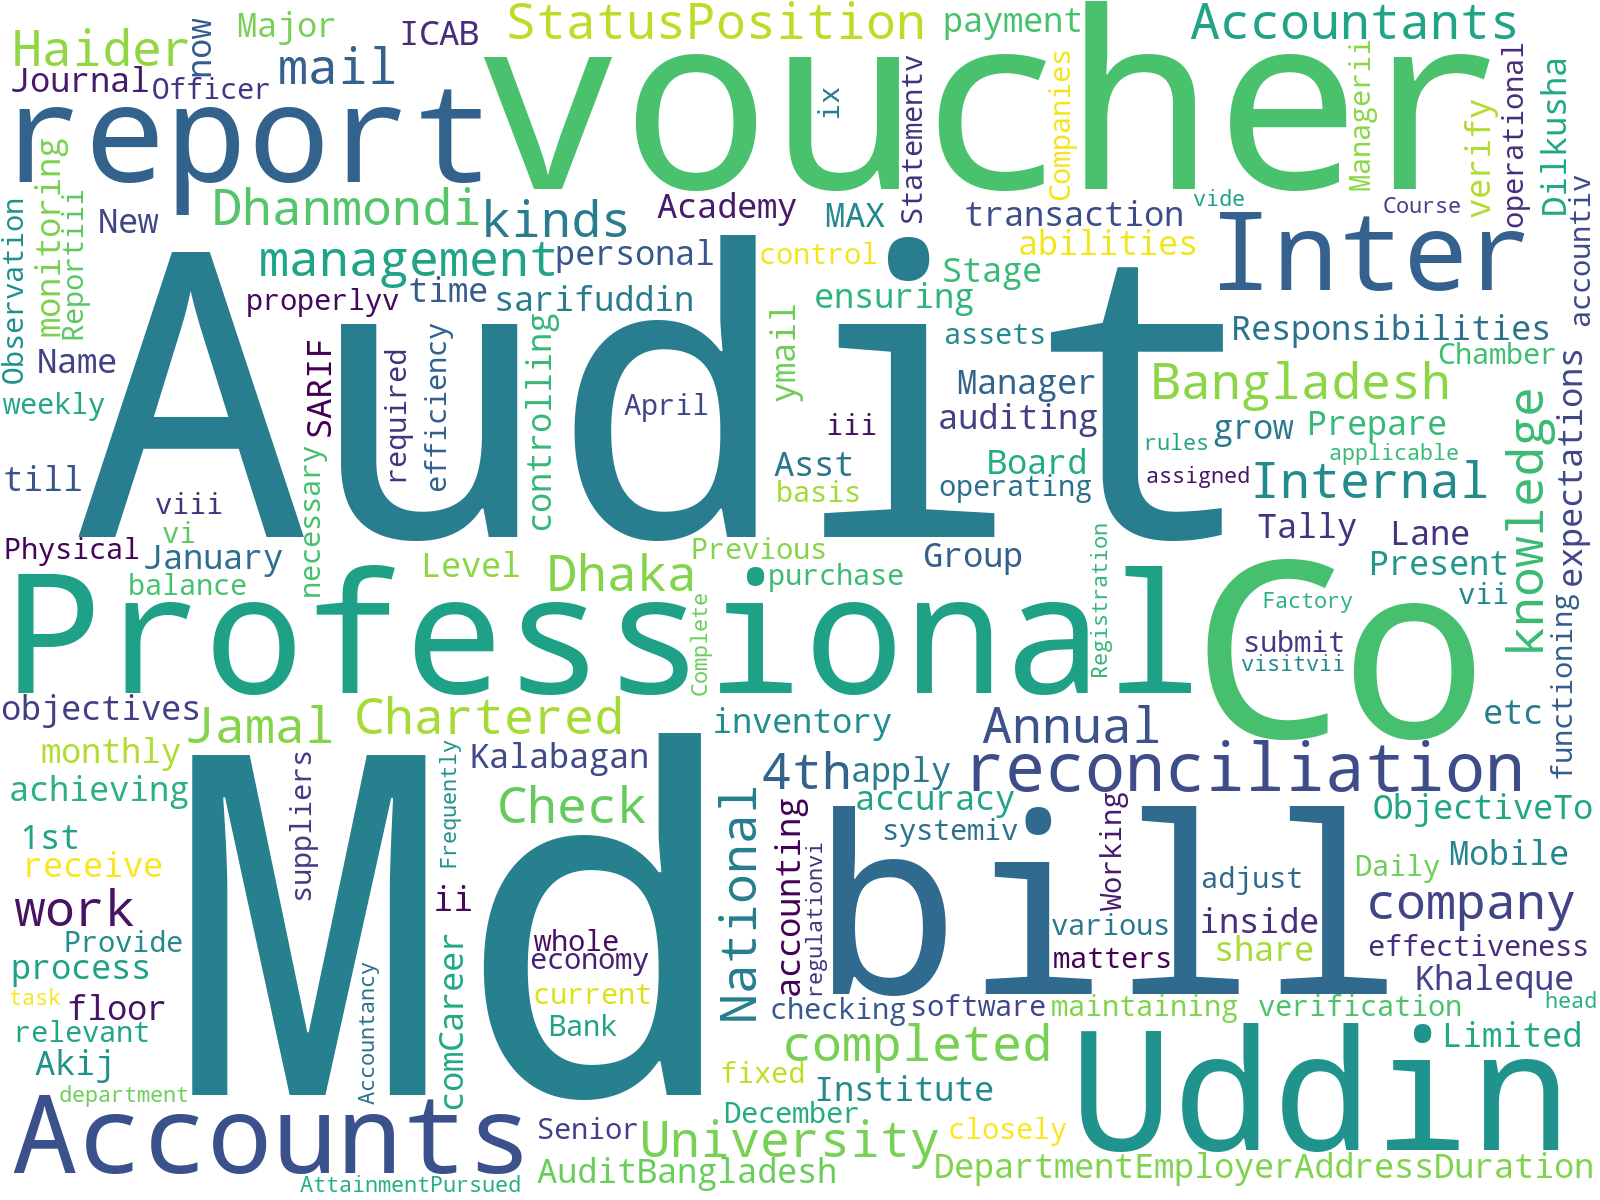 Haider
now
Major
ICAB
StatusPosition
payment
Accountants
Journal
Officer
mail
voucher
report
ix
Statementv
Companies
Managerii
verify
operational
Dilkusha
monitoring
Observation
Reportiii
New
Dhanmondi
kinds
Academy
MAX
transaction
vide
Course
accountiv
Inter
management
personal
control
abilities
Stage
properlyv
time
sarifuddin
ensuring
Audit
Name
weekly
SARIF
required
efficiency
controlling
April
ymail
assets
Manager
auditing
iii
Responsibilities
Bangladesh
Chamber
knowledge
expectations
till
viii
vi
necessary
Asst
basis
Board
operating
rules
grow
Prepare
applicable
assigned
Internal
Physical
January
balance
Level
Dhaka
Previous
purchase
Group
Registration
Tally
Lane
Present
vii
Professional
Complete
Co
Factory
submit
visitvii
functioning
objectives
Jamal
Chartered
inventory
Annual
etc
monthly
achieving
Kalabagan
4th
apply
reconciliation
1st
receive
suppliers
Frequently
Check
National
accounting
accuracy
systemiv
regulationvi
Working
ObjectiveTo
Daily
Mobile
Md
bill
work
Provide
process
ii
whole
economy
current
Bank
adjust
various
inside
matters
share
company
effectiveness
Khaleque
task
floor
relevant
Accountancy
comCareer
checking
software
maintaining
verification
head
Akij
department
completed
Limited
fixed
Institute
Uddin
Accounts
December
Senior
University
closely
AttainmentPursued
AuditBangladesh
DepartmentEmployerAddressDuration